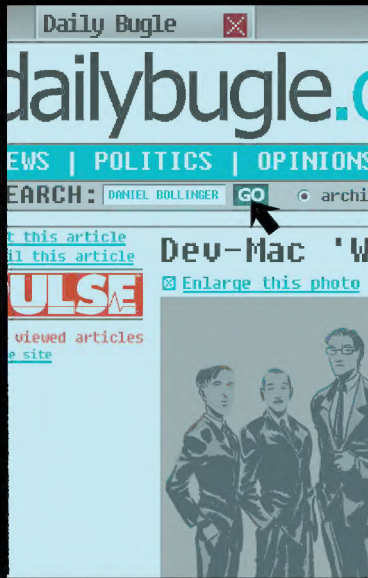 Daily Bugle
dailybugle.
EWS | POLITICS | OPINIONS
EARCH: DANIEL BOLLINGER GO archi
t this article
il this article
ULSE
viewed articles
e site
Dev-Mac 'W
Enlarge this photo